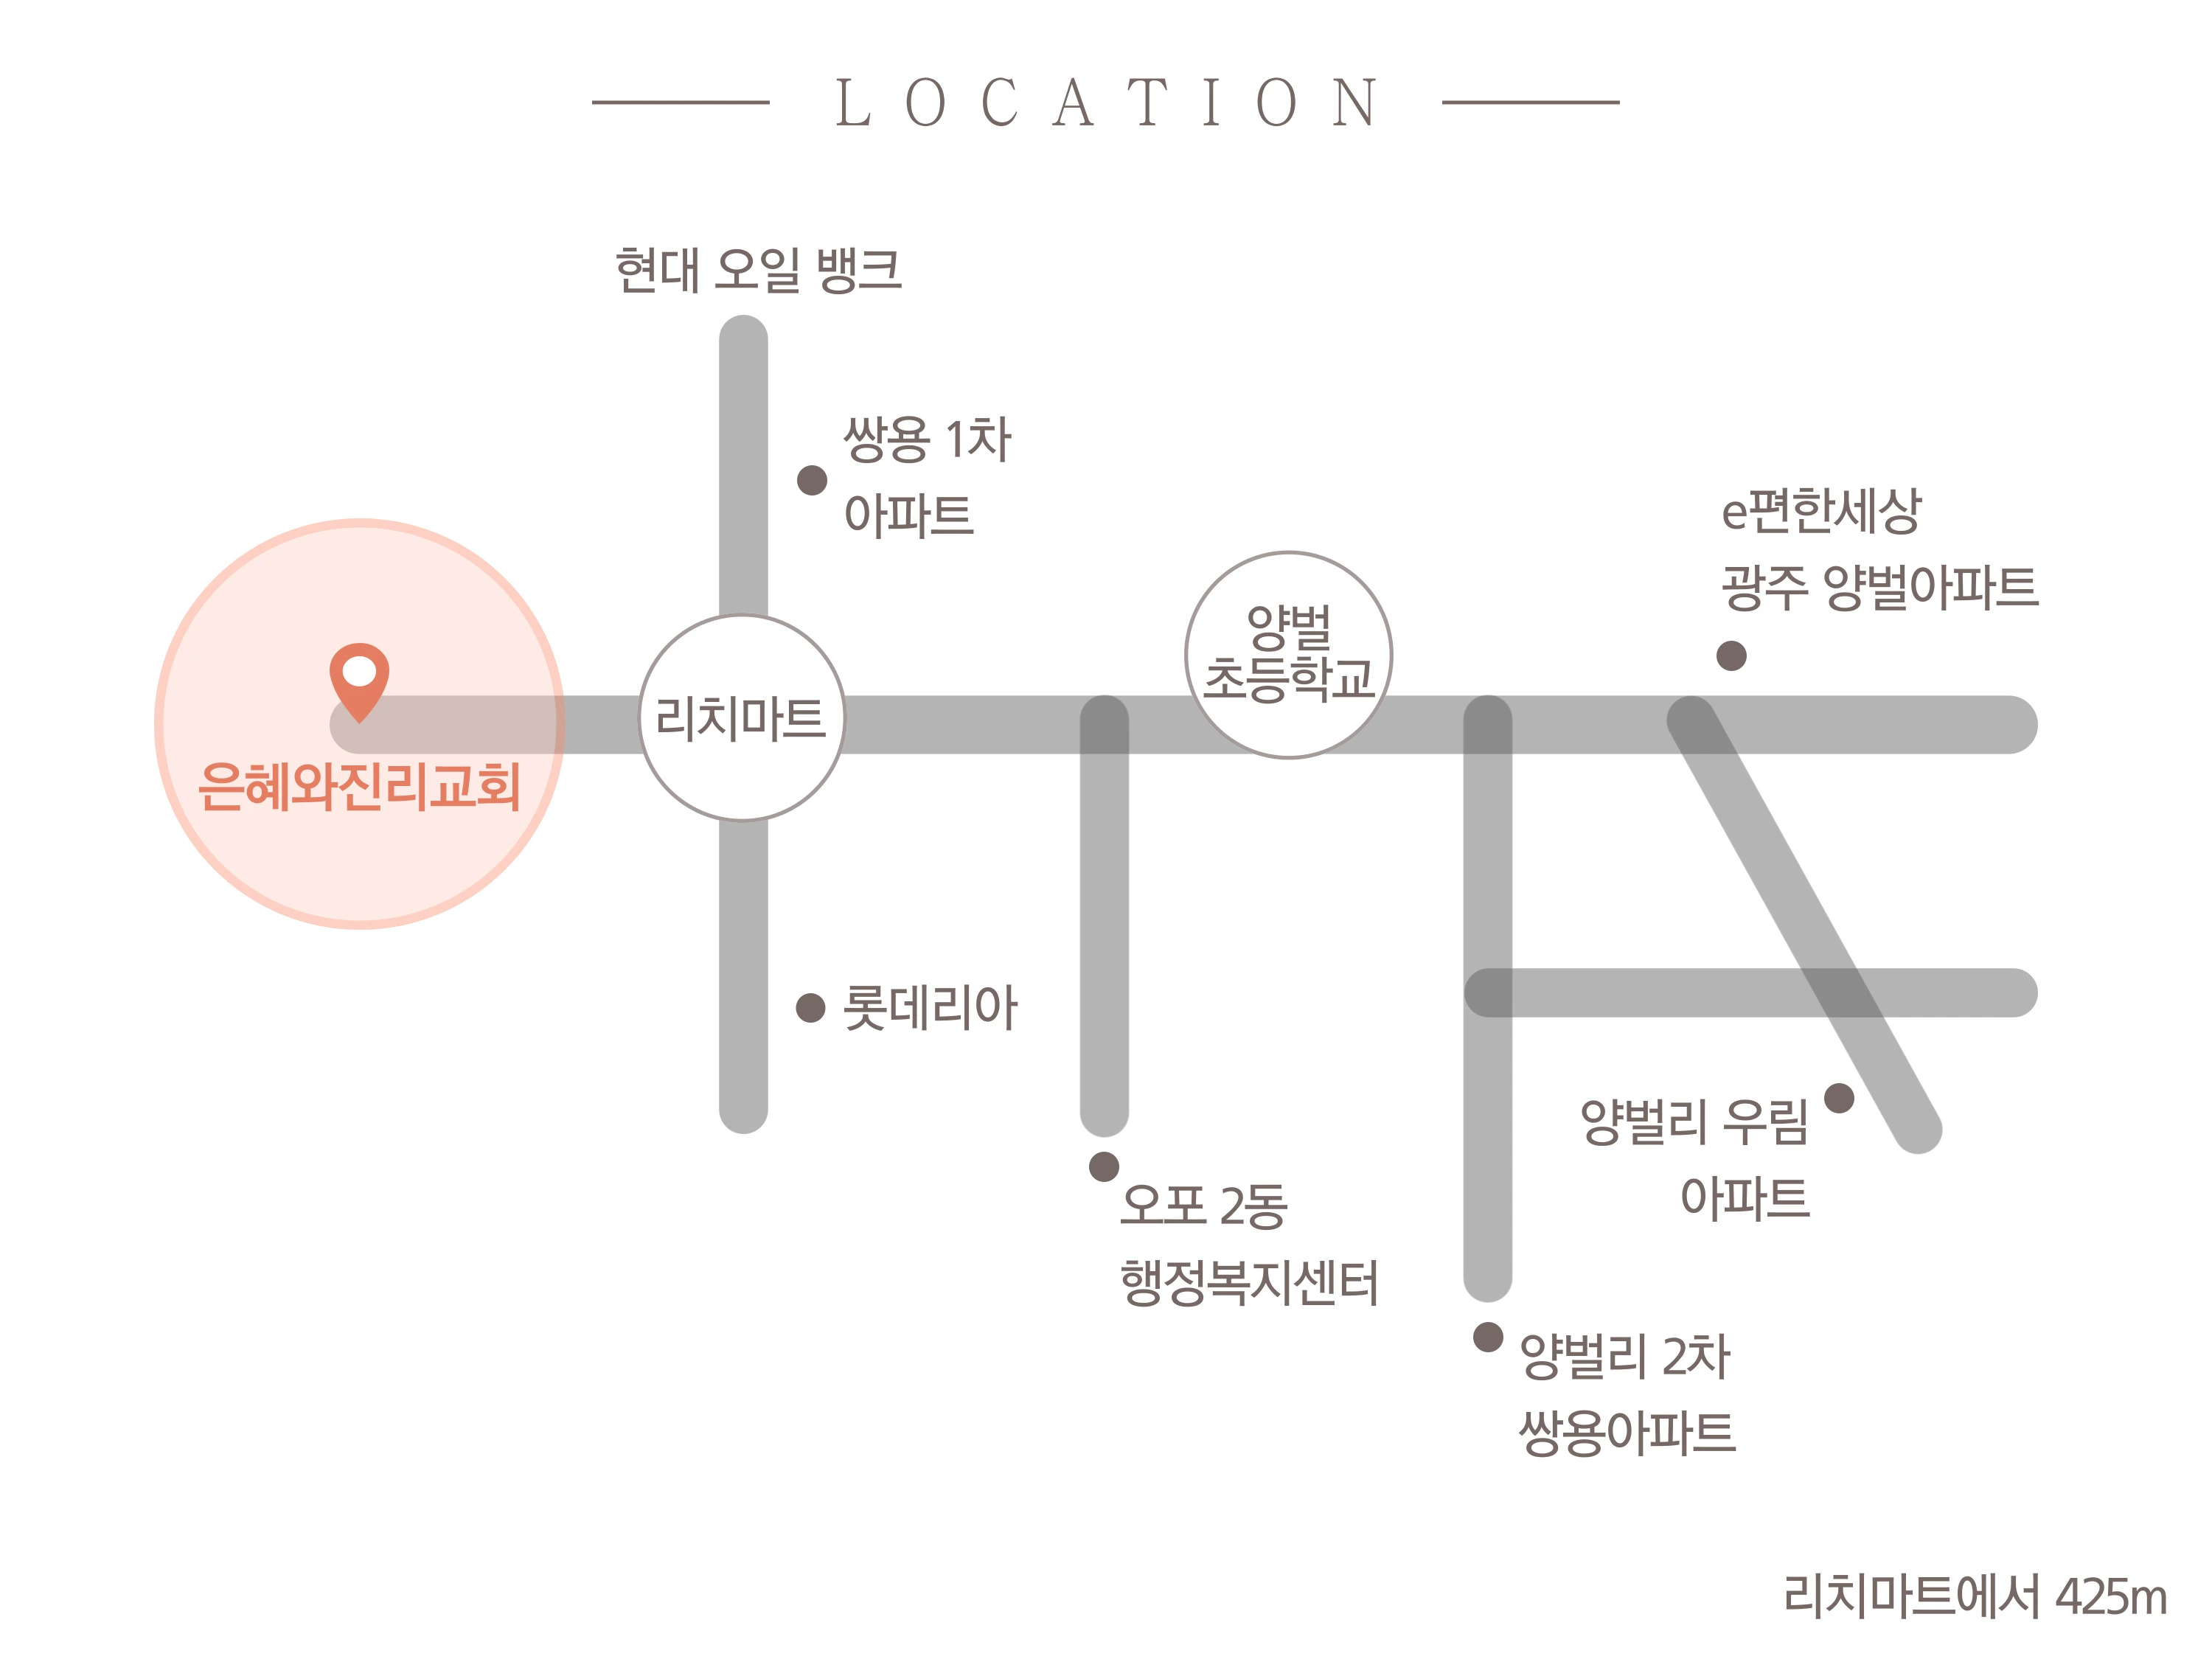 LOCATION
현대 오일 뱅크
쌍용 1차
아파트
e편한세상
광주 양벌아파트
양벌
초등학교
리치마트
은혜와진리교회
롯데리아
양벌리 우림
아파트
오포 2동
행정복지센터
양벌리 2차
쌍용아파트
리치마트에서 425m